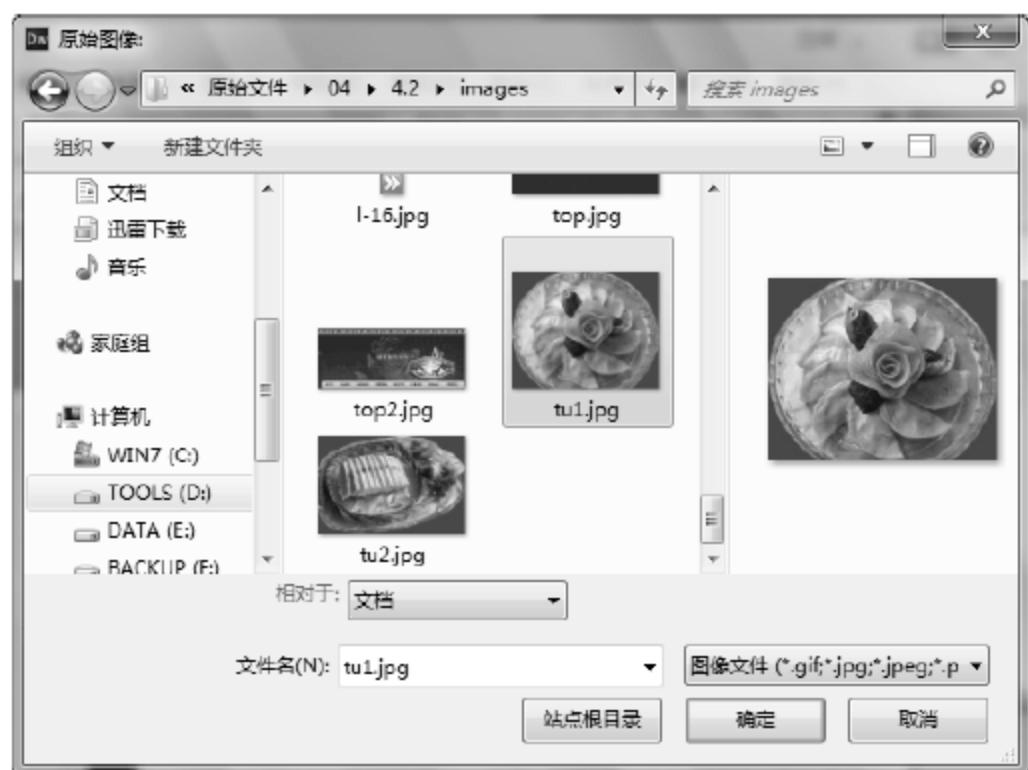 Dw 原始图像:
« 原始文件 ▸ 04 ▸ 4.2 ▸ images
搜索 images
组织 新建文件夹
文档
迅雷下载
音乐
家庭组
计算机
WIN7 (C:)
TOOLS (D:)
DATA (E:)
BACKUP (F:)
l-16.jpg
top.jpg
top2.jpg
tu1.jpg
tu2.jpg
相对于: 文档
文件名(N): tu1.jpg
图像文件 (*.gif;*.jpg;*.jpeg;*.p
站点根目录 确定 取消